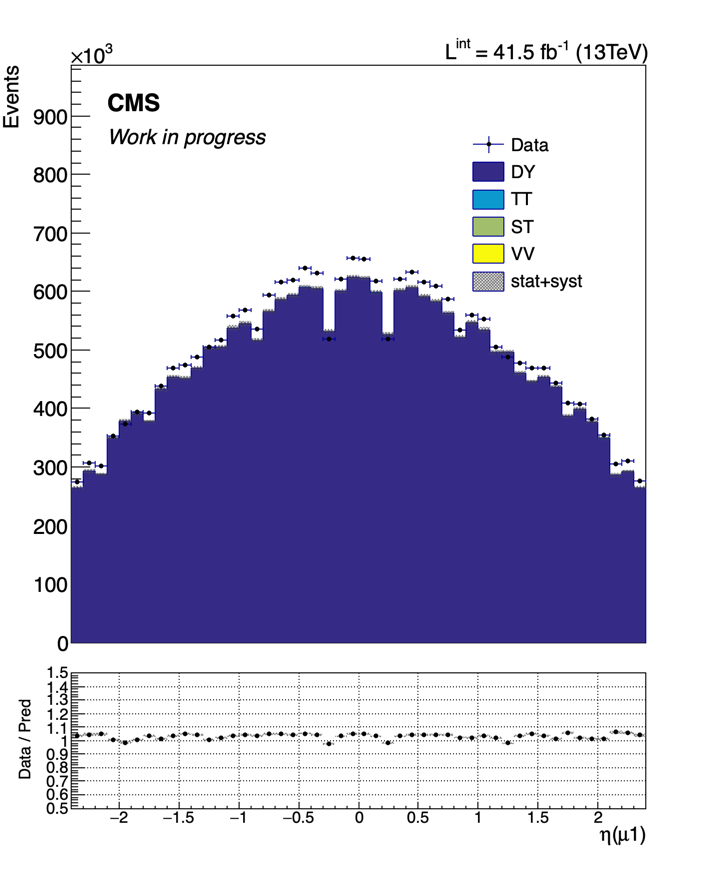 ×10³
L^int = 41.5 fb⁻¹ (13TeV)
Events
CMS
Work in progress
Data
DY
TT
ST
VV
stat+syst
900
800
700
600
500
400
300
200
100
0
Data / Pred
1.5
1.4
1.3
1.2
1.1
1
0.9
0.8
0.7
0.6
0.5
−2 −1.5 −1 −0.5 0 0.5 1 1.5 2
η(μ1)